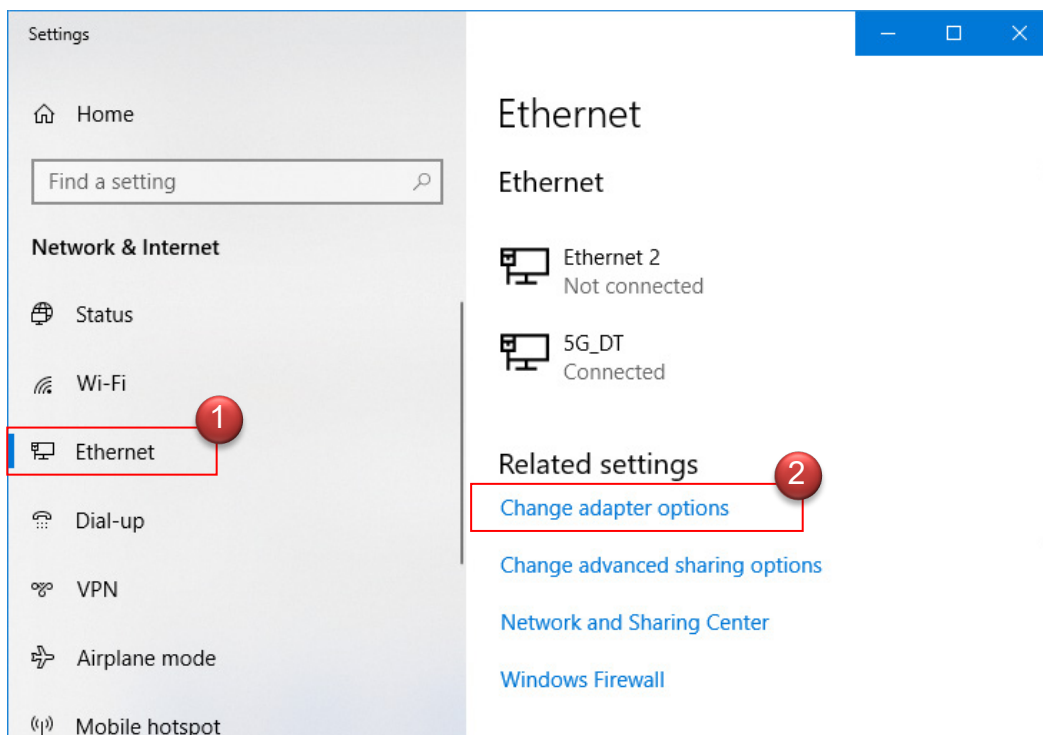 Settings
Home
Find a setting
Network & Internet
Status
Wi-Fi
1
Ethernet
Dial-up
VPN
Airplane mode
Mobile hotspot
Ethernet
Ethernet
Ethernet 2
Not connected
5G_DT
Connected
Related settings
2
Change adapter options
Change advanced sharing options
Network and Sharing Center
Windows Firewall